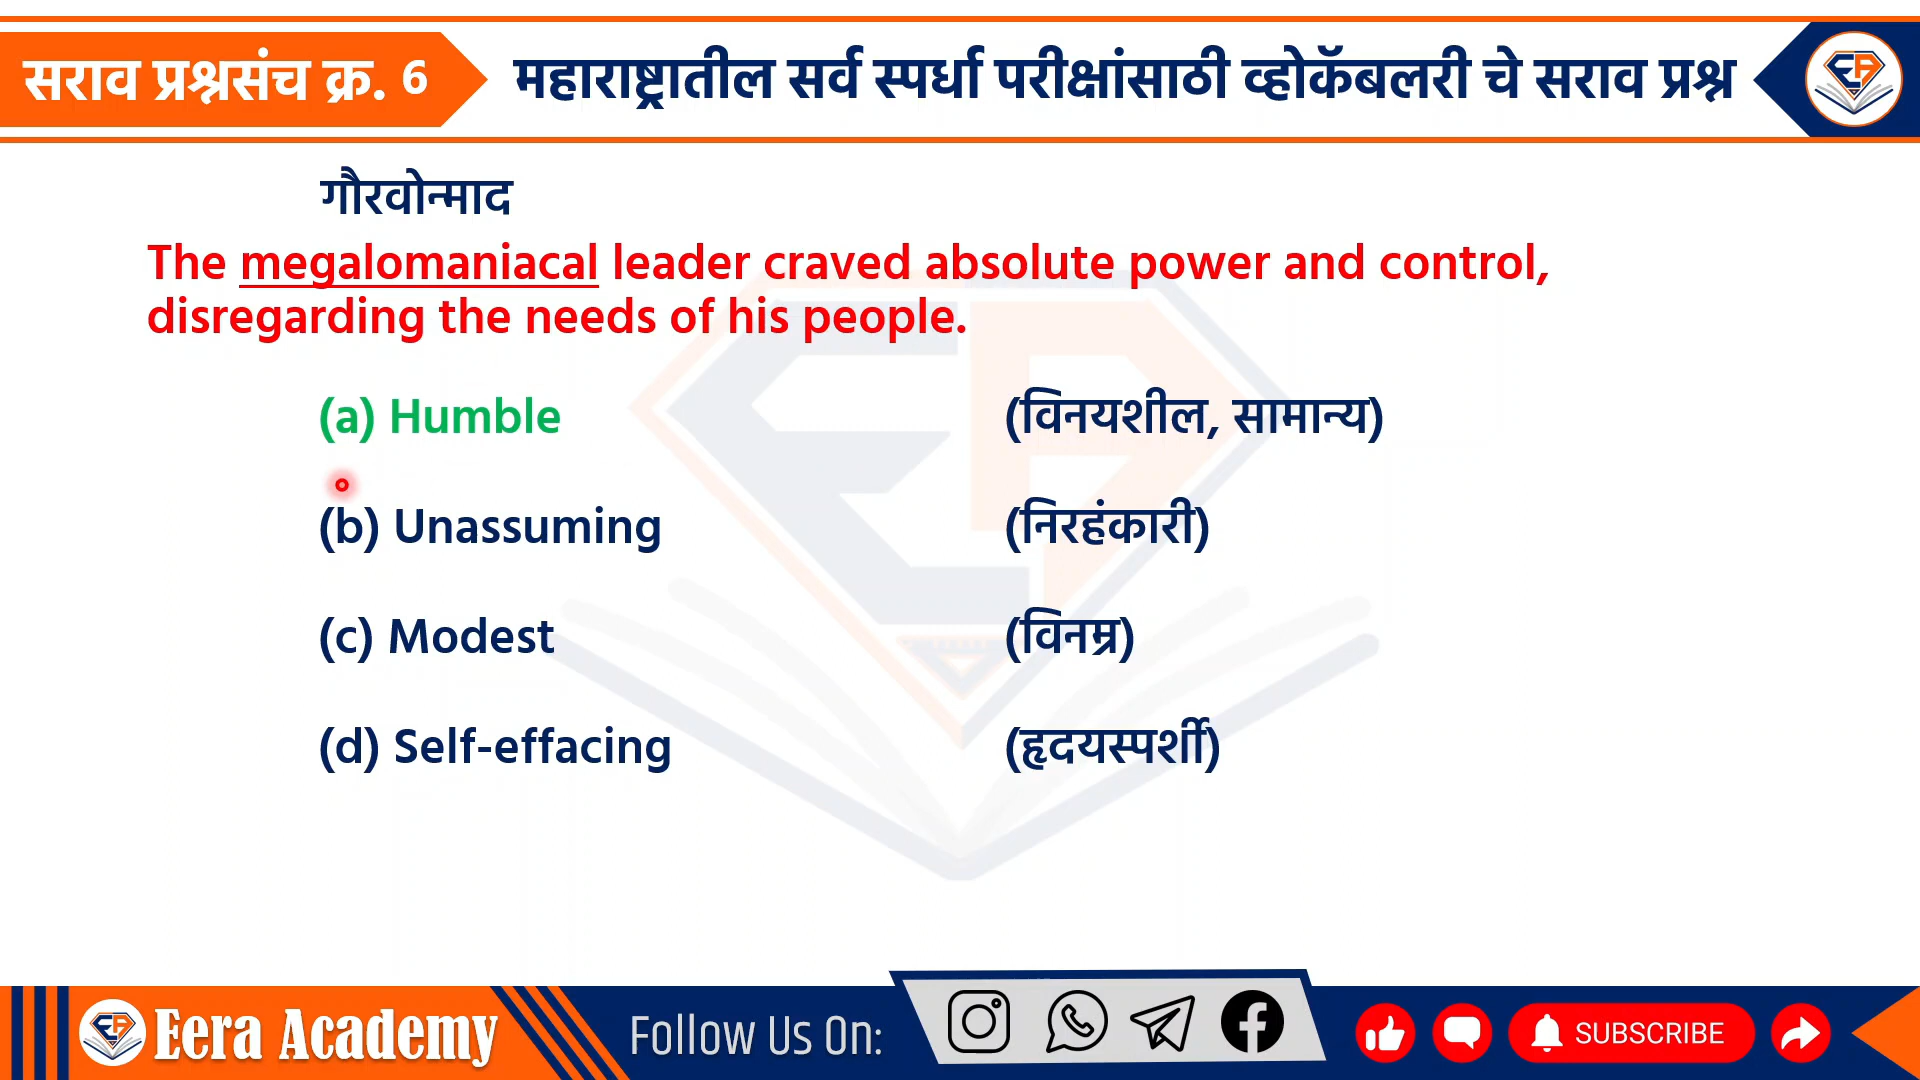 सराव प्रश्नसंच क्र. 6
महाराष्ट्रातील सर्व स्पर्धा परीक्षांसाठी व्होकॅबलरी चे सराव प्रश्न
गौरवोन्माद
The megalomaniacal leader craved absolute power and control,
disregarding the needs of his people.
(a) Humble (विनयशील, सामान्य)
(b) Unassuming (निरहंकारी)
(c) Modest (विनम्र)
(d) Self-effacing (हृदयस्पर्शी)
Eera Academy
Follow Us On:
SUBSCRIBE